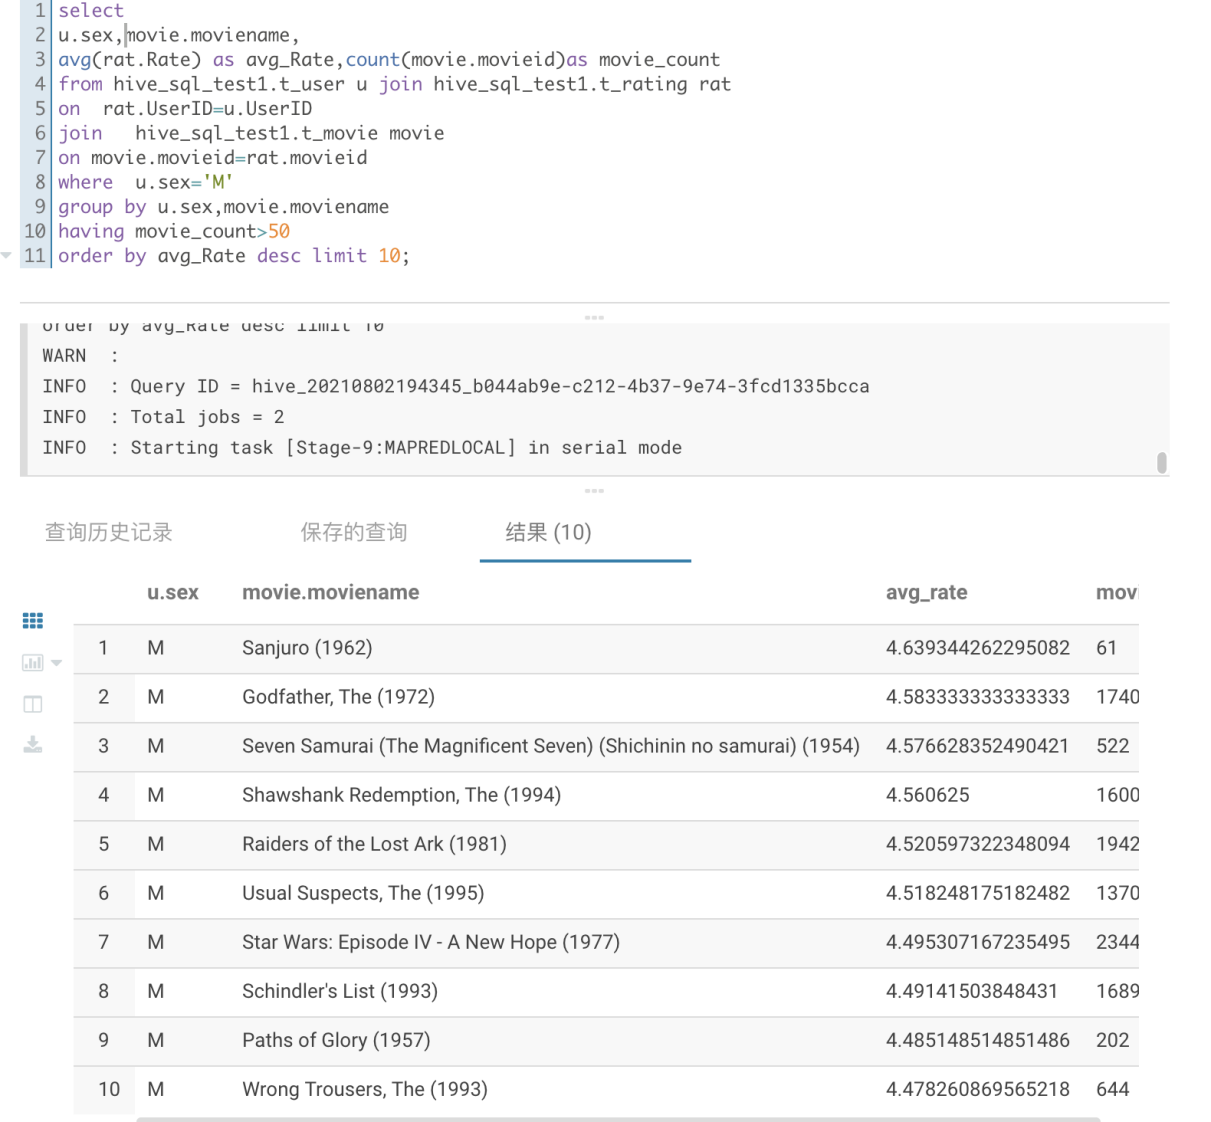 1 select
2 u.sex,movie.moviename,
3 avg(rat.Rate) as avg_Rate,count(movie.movieid)as movie_count
4 from hive_sql_test1.t_user u join hive_sql_test1.t_rating rat
5 on  rat.UserID=u.UserID
6 join   hive_sql_test1.t_movie movie
7 on movie.movieid=rat.movieid
8 where  u.sex='M'
9 group by u.sex,movie.moviename
10 having movie_count>50
11 order by avg_Rate desc limit 10;
order by avg_Rate desc limit 10
WARN  :
INFO  : Query ID = hive_20210802194345_b044ab9e-c212-4b37-9e74-3fcd1335bcca
INFO  : Total jobs = 2
INFO  : Starting task [Stage-9:MAPREDLOCAL] in serial mode
查询历史记录 保存的查询 结果 (10)
u.sex movie.moviename avg_rate movi
1 M Sanjuro (1962) 4.639344262295082 61
2 M Godfather, The (1972) 4.583333333333333 1740
3 M Seven Samurai (The Magnificent Seven) (Shichinin no samurai) (1954) 4.576628352490421 522
4 M Shawshank Redemption, The (1994) 4.560625 1600
5 M Raiders of the Lost Ark (1981) 4.520597322348094 1942
6 M Usual Suspects, The (1995) 4.518248175182482 1370
7 M Star Wars: Episode IV - A New Hope (1977) 4.495307167235495 2344
8 M Schindler's List (1993) 4.49141503848431 1689
9 M Paths of Glory (1957) 4.485148514851486 202
10 M Wrong Trousers, The (1993) 4.478260869565218 644